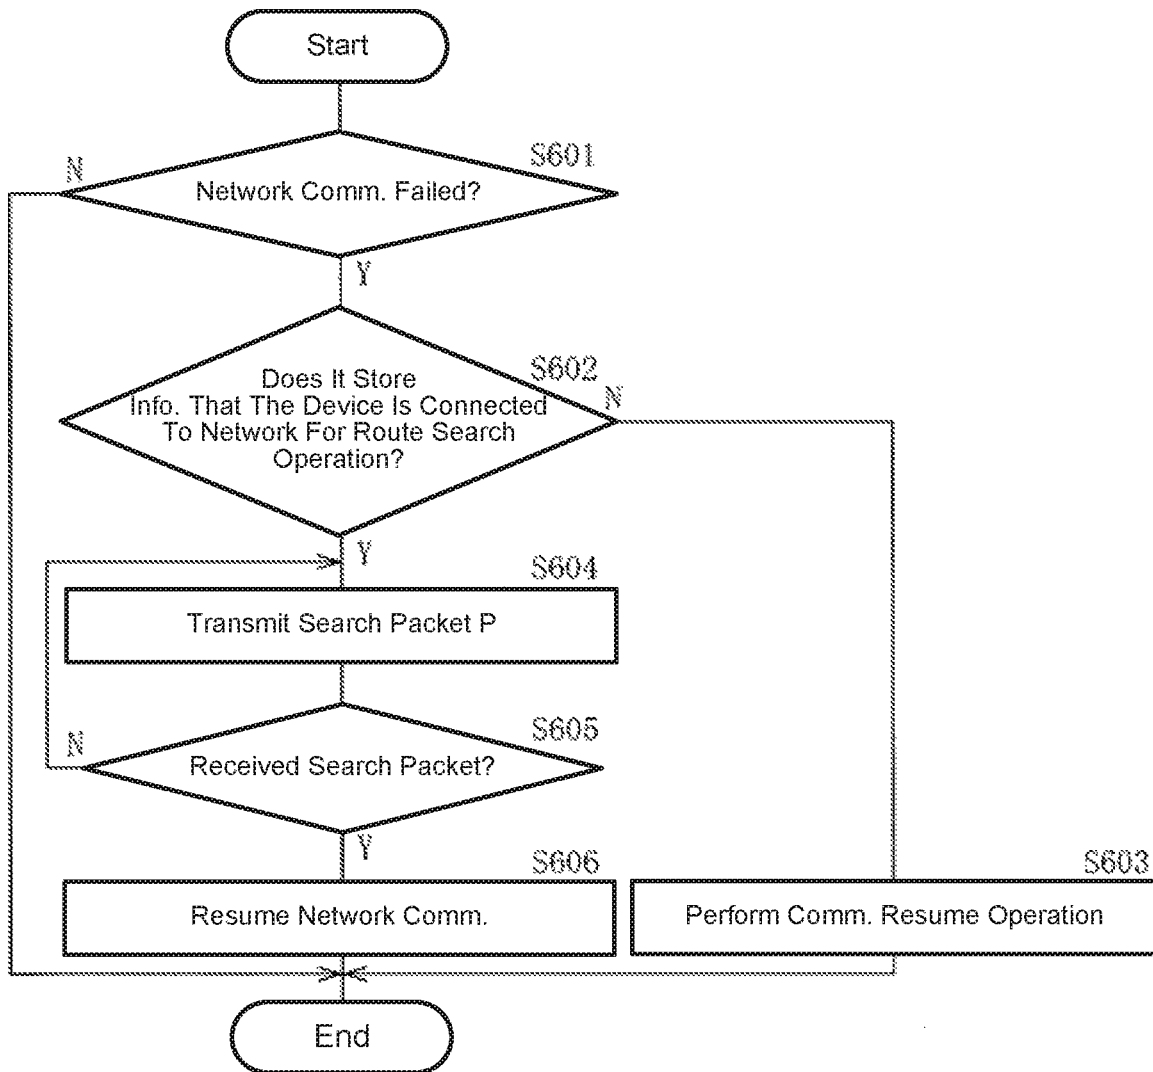 Start
S601
N
Network Comm. Failed?
Y
S602
N
Does It Store
Info. That The Device Is Connected
To Network For Route Search
Operation?
Y
S604
Transmit Search Packet P
S605
N
Received Search Packet?
Y
S606
S603
Resume Network Comm.
Perform Comm. Resume Operation
End